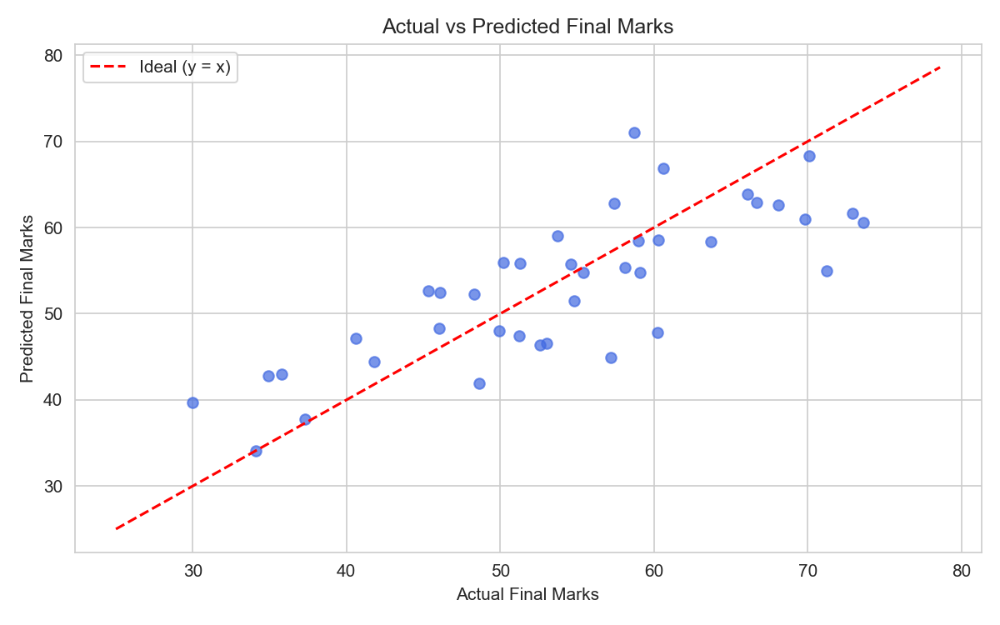 Actual vs Predicted Final Marks
Ideal (y = x)
80
70
60
50
40
30
Predicted Final Marks
30 40 50 60 70 80
Actual Final Marks